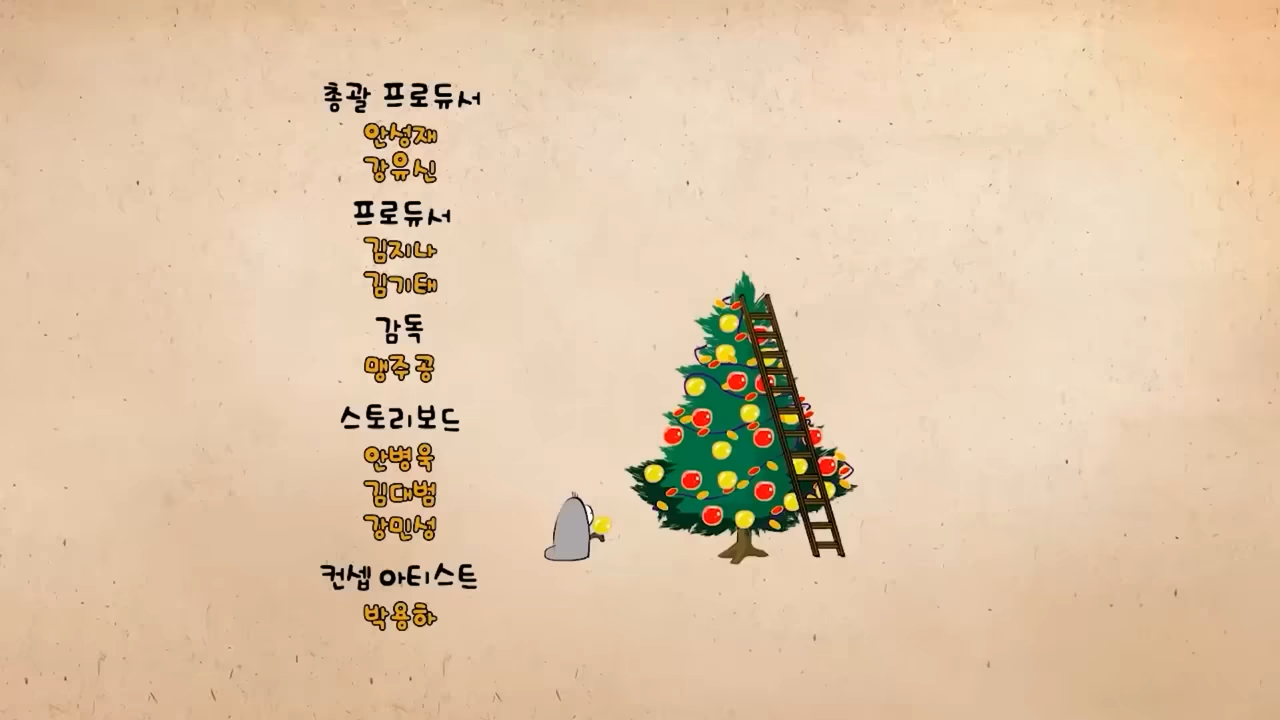 총괄 프로듀서
안성재
강유신
프로듀서
김지나
김기태
감독
맹주공
스토리보드
안병욱
김대범
강민성
컨셉 아티스트
박용하